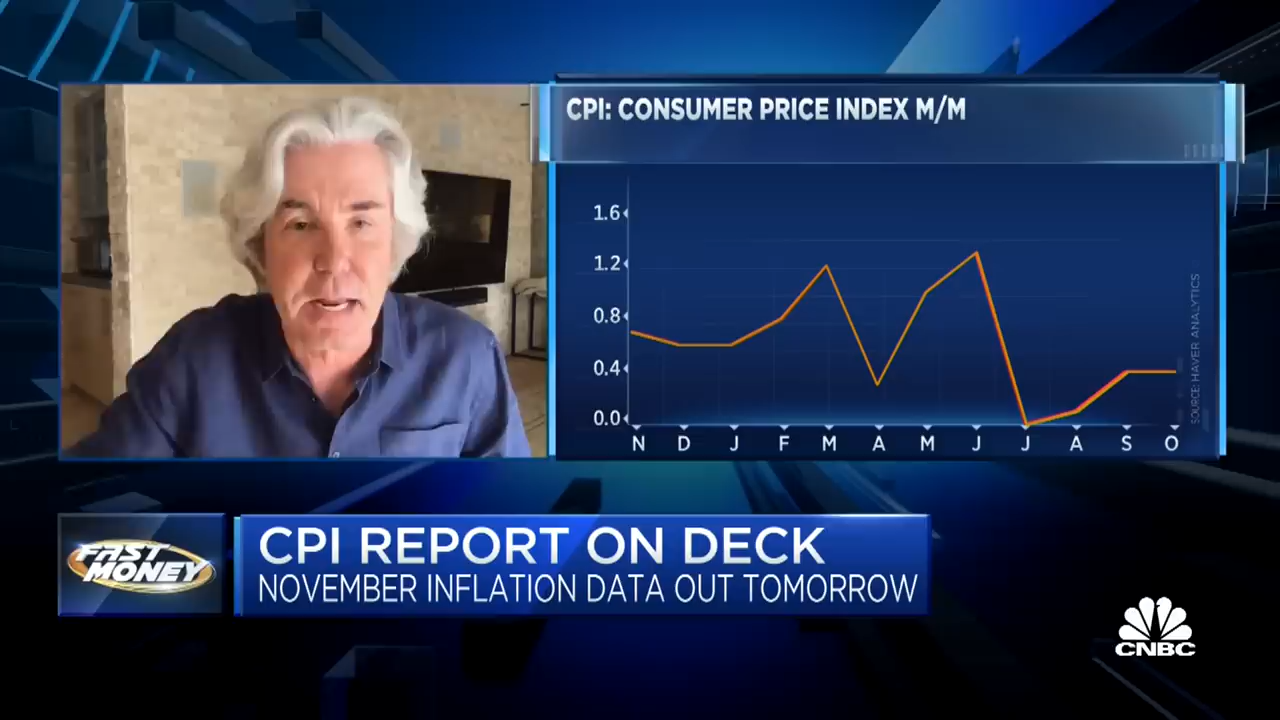 CPI: CONSUMER PRICE INDEX M/M
1.6
1.2
0.8
0.4
0.0
N D J F M A M J J A S O
SOURCE: HAVER ANALYTICS
FAST MONEY
CPI REPORT ON DECK
NOVEMBER INFLATION DATA OUT TOMORROW
CNBC